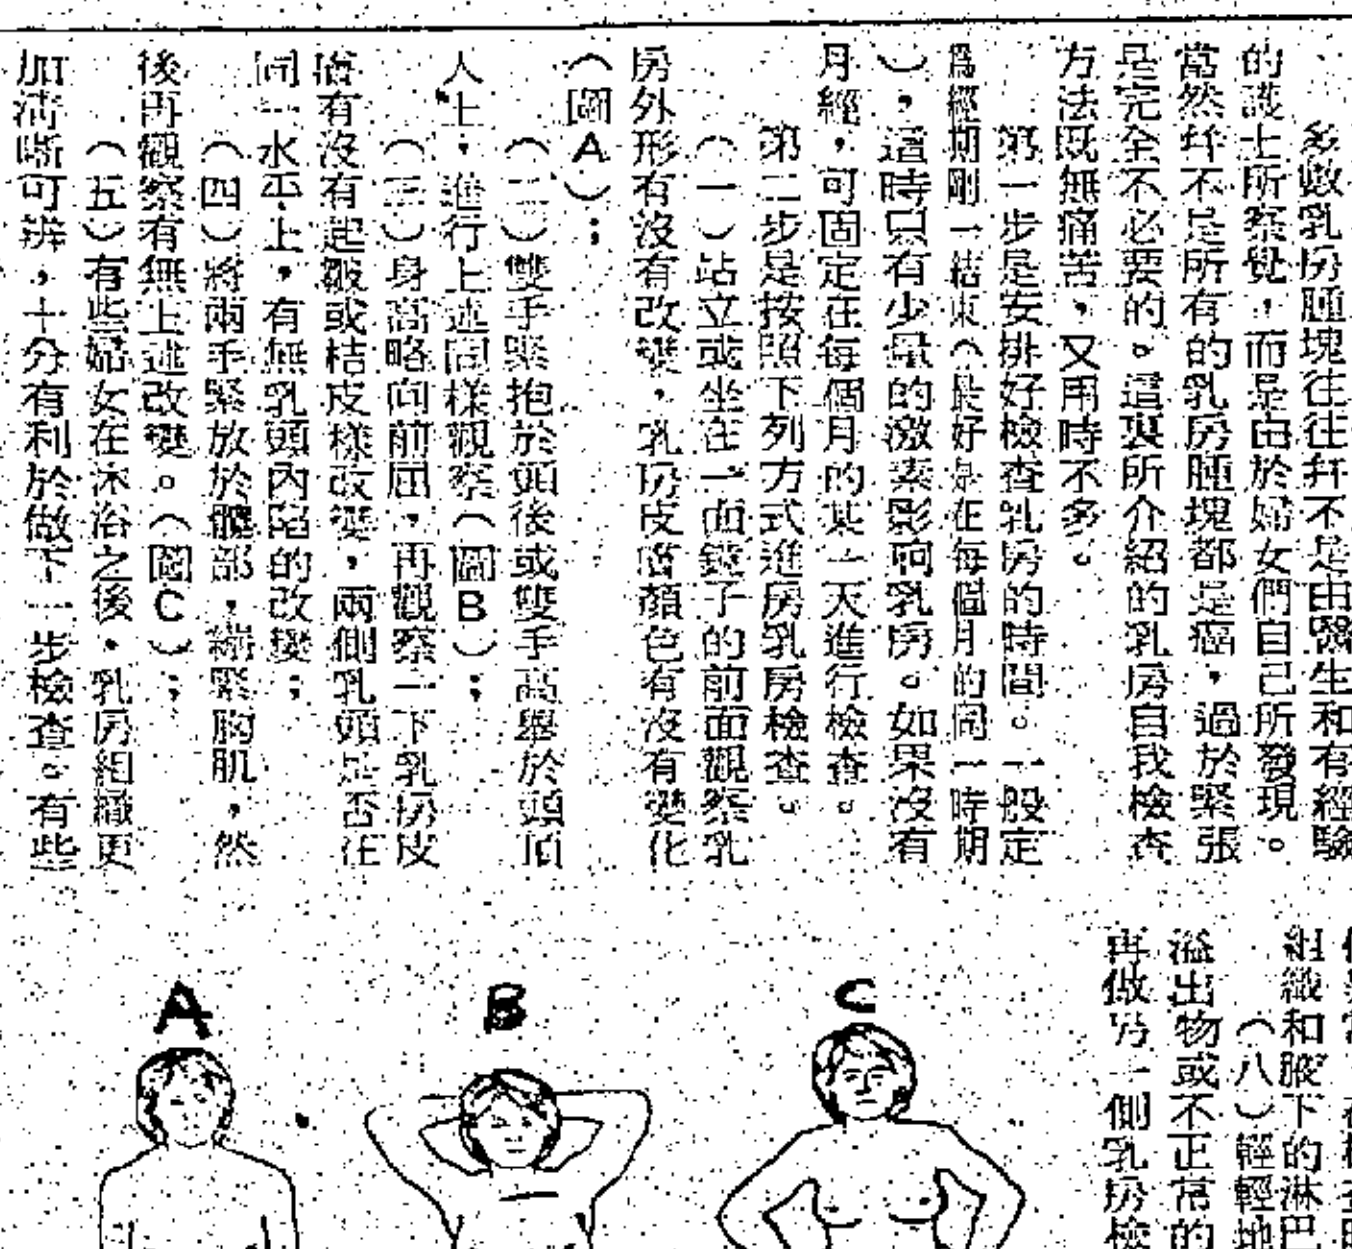 多數乳房腫塊往往幷不是由醫生和有經驗
的護士所察覺，而是由於婦女們自己所發現。
當然幷不是所有的乳房腫塊都是癌，過於緊張
是完全不必要的。這裏所介紹的乳房自我檢查
方法既無痛苦，又用時不多。
第一步是安排好檢查乳房的時間。一般定
爲經期剛一結束（最好是在每個月的同一時期
），這時只有少量的激素影响乳房。如果沒有
月經，可固定在每個月的某一天進行檢查。
第二步是按照下列方式進房乳房檢查。
（一）站立或坐在一面鏡子的前面觀察乳
房外形有沒有改變，乳房皮膚顏色有沒有變化
（圖A）；
（二）雙手緊抱於頭後或雙手高舉於頭頂
人上，進行上述同樣觀察（圖B）；
（三）身高略向前屈，再觀察一下乳房皮
膚有沒有起皺或桔皮樣改變，兩側乳頭是否在
同一水平上，有無乳頭內陷的改變；
（四）將兩手緊放於髖部，綳緊胸肌，然
後再觀察有無上述改變。（圖C）；
（五）有些婦女在沐浴之後，乳房組織更
加清晰可辨，十分有利於做下一步檢查。有些
組織和腋下的淋巴
（八）輕輕地
溢出物或不正常的
再做另一側乳房檢
A
B
C